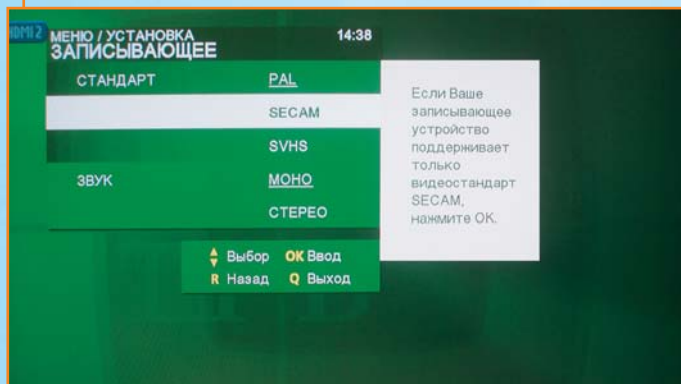 HDMI 2
МЕНЮ / УСТАНОВКА 14:38
ЗАПИСЫВАЮЩЕЕ
СТАНДАРТ PAL
SECAM
SVHS
ЗВУК МОНО
СТЕРЕО
Если Ваше
записывающее
устройство
поддерживает
только
видеостандарт
SECAM,
нажмите OK.
Выбор OK Ввод
R Назад Q Выход